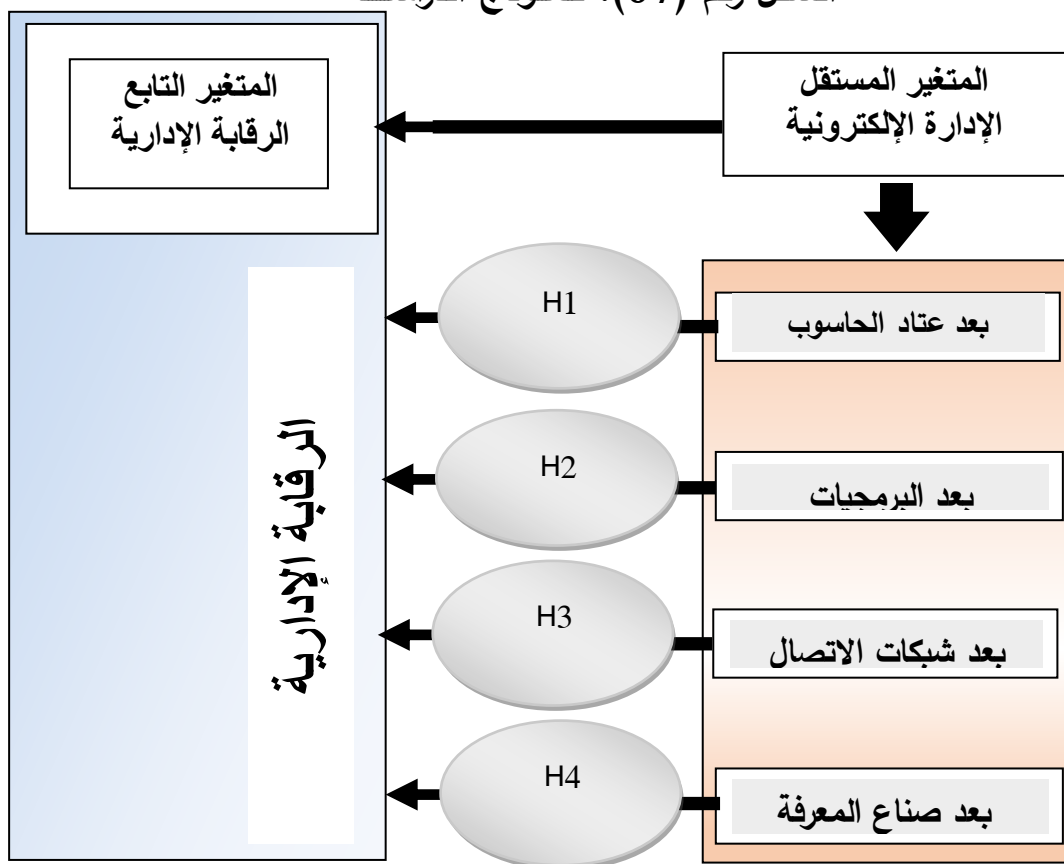 المتغير المستقل
الإدارة الإلكترونية
المتغير التابع
الرقابة الإدارية
بعد عتاد الحاسوب
H1
بعد البرمجيات
H2
بعد شبكات الاتصال
H3
بعد صناع المعرفة
H4
الرقابة الإدارية